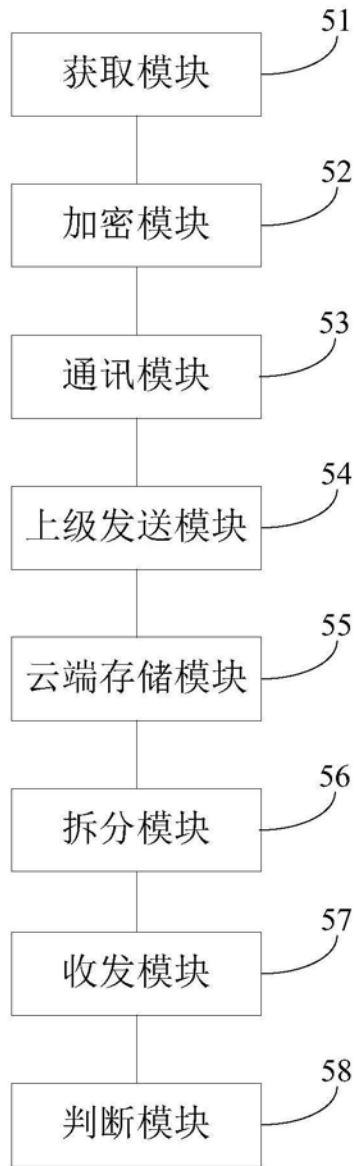 51
获取模块
52
加密模块
53
通讯模块
54
上级发送模块
55
云端存储模块
56
拆分模块
57
收发模块
58
判断模块